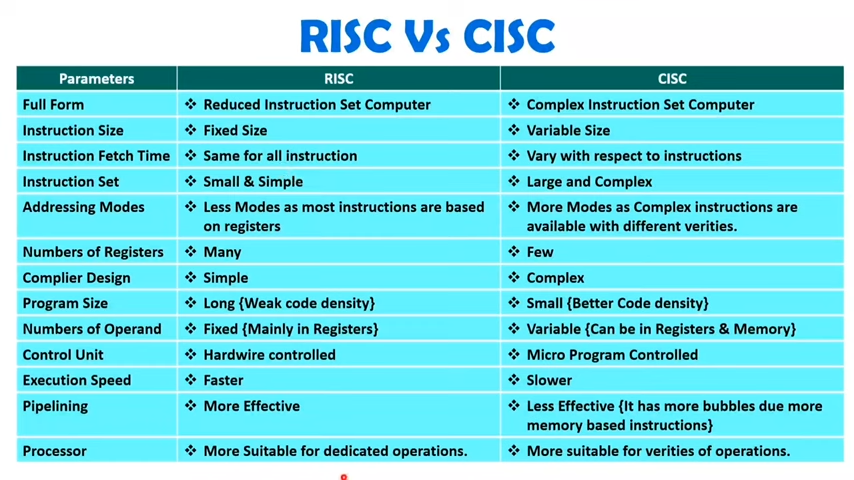 RISC Vs CISC
Parameters RISC CISC
Full Form ❖ Reduced Instruction Set Computer ❖ Complex Instruction Set Computer
Instruction Size ❖ Fixed Size ❖ Variable Size
Instruction Fetch Time ❖ Same for all instruction ❖ Vary with respect to instructions
Instruction Set ❖ Small & Simple ❖ Large and Complex
Addressing Modes ❖ Less Modes as most instructions are based ❖ More Modes as Complex instructions are
on registers available with different verities.
Numbers of Registers ❖ Many ❖ Few
Complier Design ❖ Simple ❖ Complex
Program Size ❖ Long {Weak code density} ❖ Small {Better Code density}
Numbers of Operand ❖ Fixed {Mainly in Registers} ❖ Variable {Can be in Registers & Memory}
Control Unit ❖ Hardwire controlled ❖ Micro Program Controlled
Execution Speed ❖ Faster ❖ Slower
Pipelining ❖ More Effective ❖ Less Effective {It has more bubbles due more
memory based instructions}
Processor ❖ More Suitable for dedicated operations. ❖ More suitable for verities of operations.